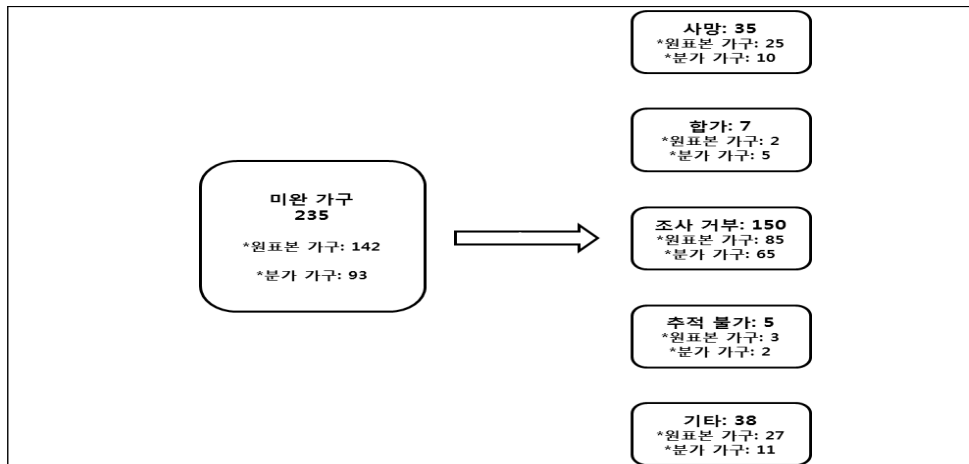 사망: 35
*원표본 가구: 25
*분가 가구: 10
합가: 7
*원표본 가구: 2
*분가 가구: 5
미완 가구
235
*원표본 가구: 142
*분가 가구: 93
조사 거부: 150
*원표본 가구: 85
*분가 가구: 65
추적 불가: 5
*원표본 가구: 3
*분가 가구: 2
기타: 38
*원표본 가구: 27
*분가 가구: 11